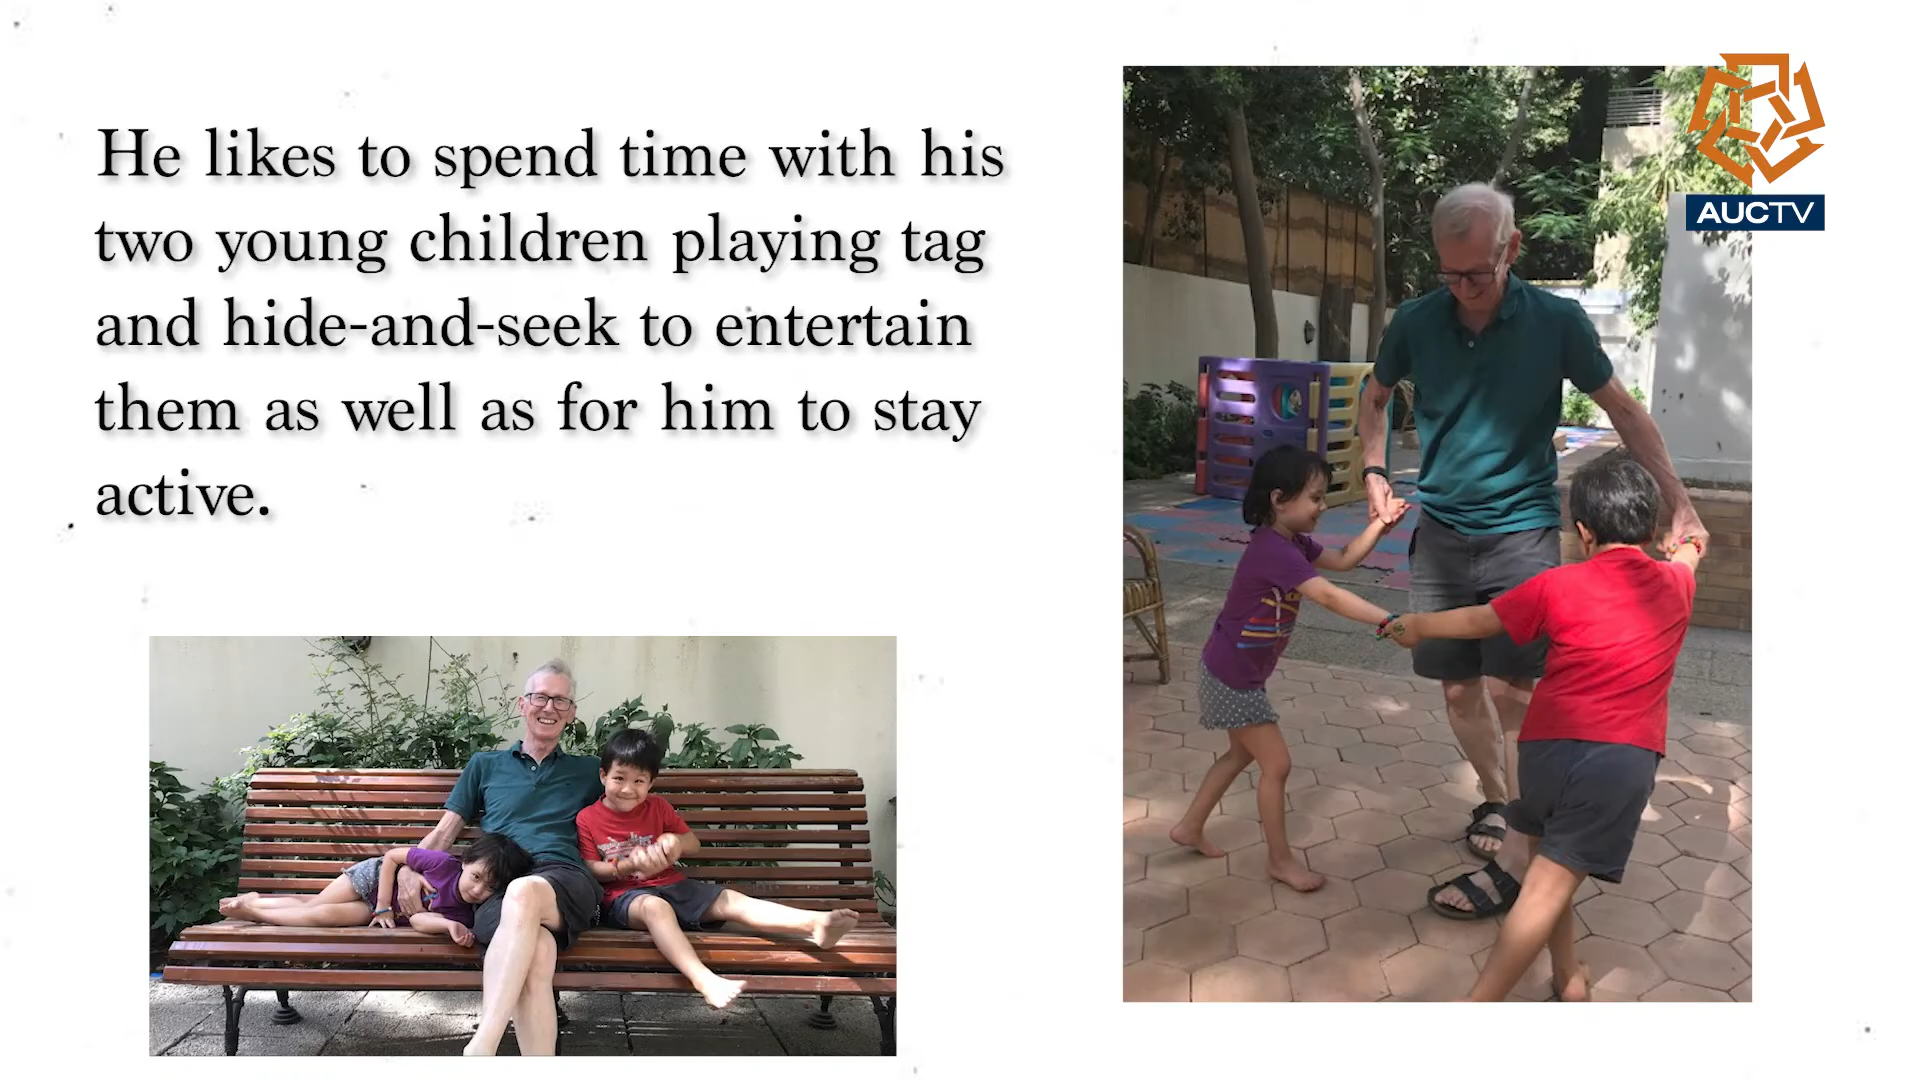 He likes to spend time with his
two young children playing tag
and hide-and-seek to entertain
them as well as for him to stay
active.
AUCTV